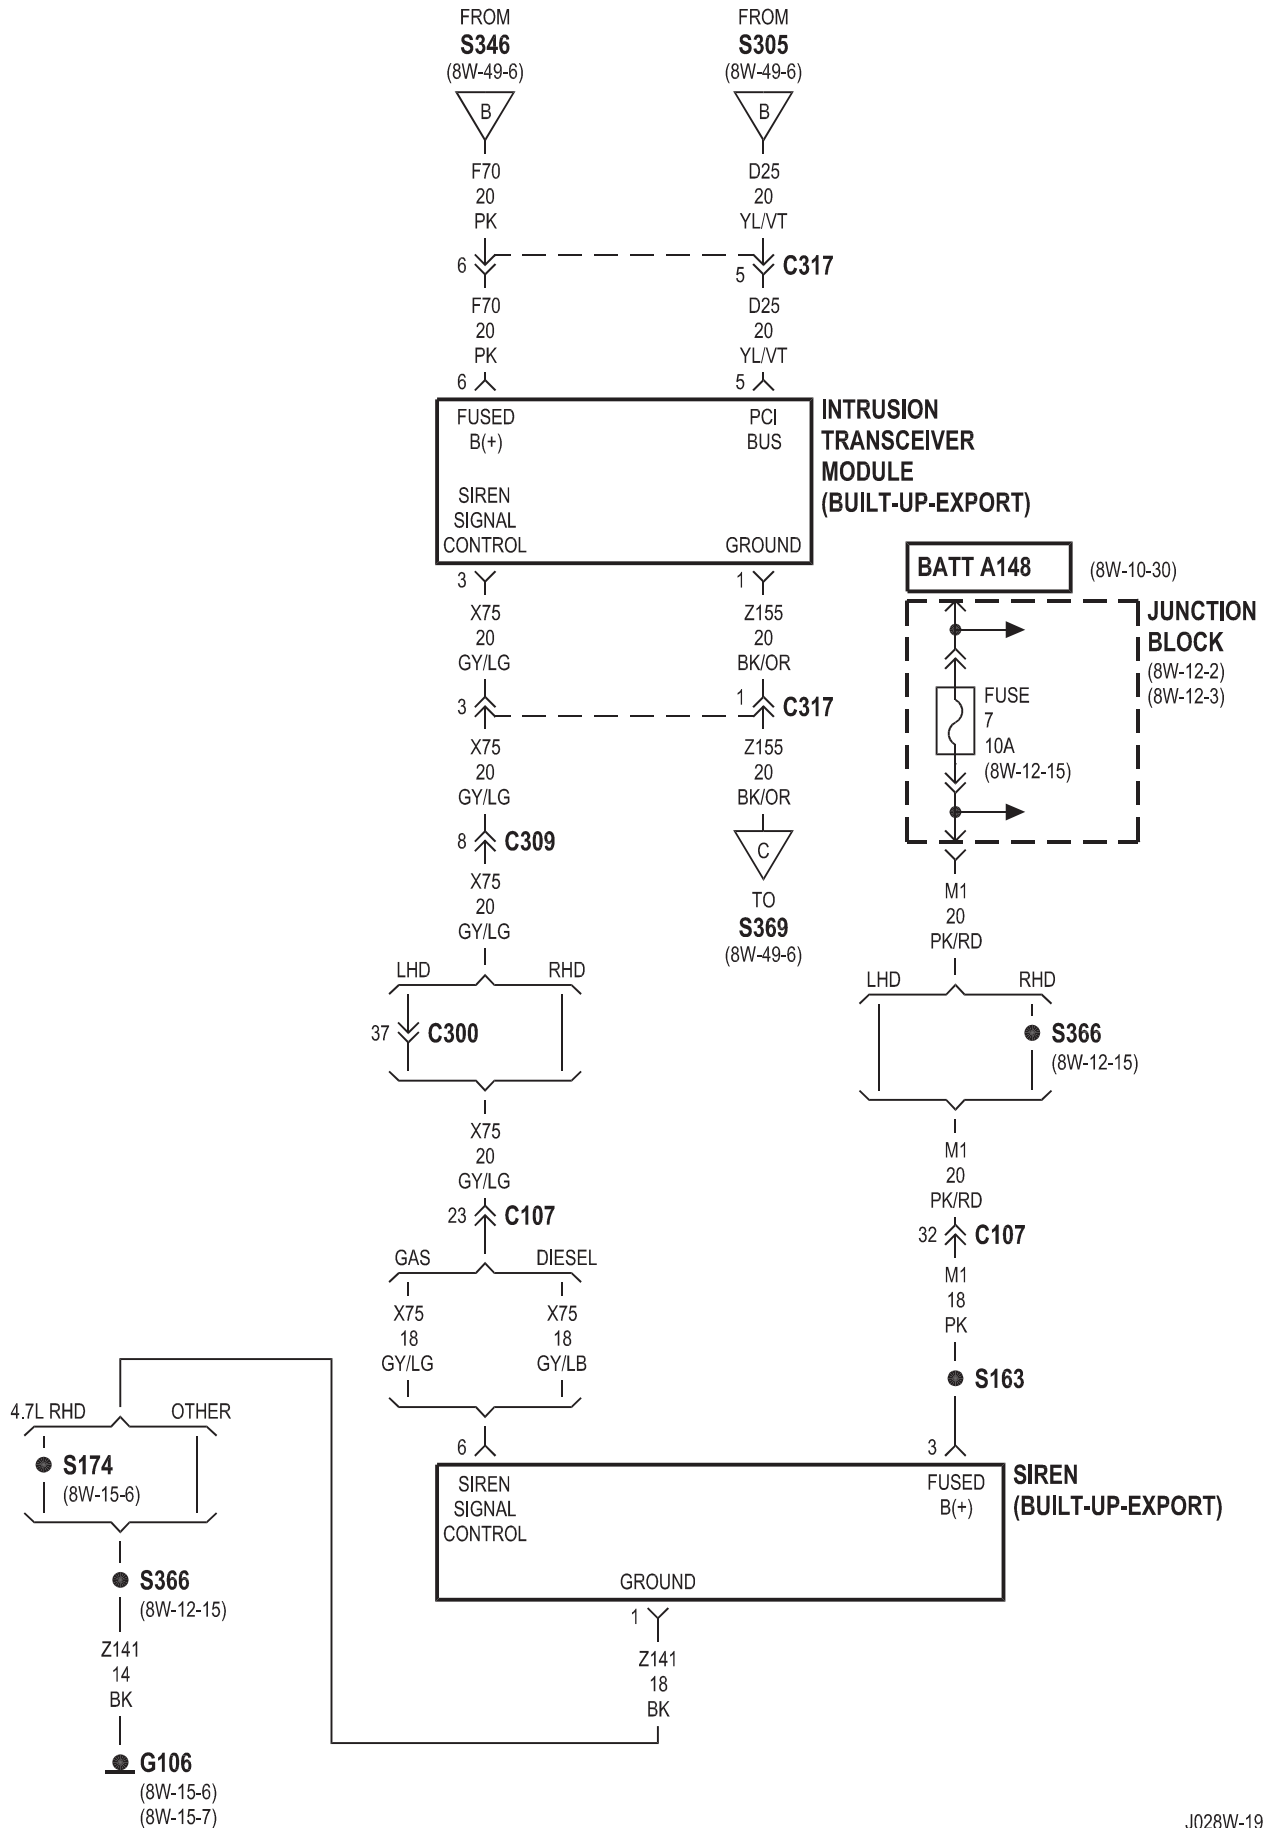 FROM
S346
(8W-49-6)
B
F70
20
PK
6
F70
20
PK
6
FROM
S305
(8W-49-6)
B
D25
20
YL/VT
5
C317
D25
20
YL/VT
5
FUSED
B(+)
PCI
BUS
SIREN
SIGNAL
CONTROL
GROUND
INTRUSION
TRANSCEIVER
MODULE
(BUILT-UP-EXPORT)
3
X75
20
GY/LG
3
X75
20
GY/LG
8
C309
X75
20
GY/LG
LHD
RHD
37
C300
X75
20
GY/LG
23
C107
GAS
DIESEL
X75
18
GY/LG
X75
18
GY/LB
6
1
Z155
20
BK/OR
1
C317
Z155
20
BK/OR
C
TO
S369
(8W-49-6)
BATT A148
(8W-10-30)
JUNCTION
BLOCK
(8W-12-2)
(8W-12-3)
FUSE
7
10A
(8W-12-15)
M1
20
PK/RD
LHD
RHD
S366
(8W-12-15)
M1
20
PK/RD
32
C107
M1
18
PK
S163
3
SIREN
SIGNAL
CONTROL
FUSED
B(+)
GROUND
SIREN
(BUILT-UP-EXPORT)
1
Z141
18
BK
4.7L RHD
OTHER
S174
(8W-15-6)
S366
(8W-12-15)
Z141
14
BK
G106
(8W-15-6)
(8W-15-7)
J028W-19